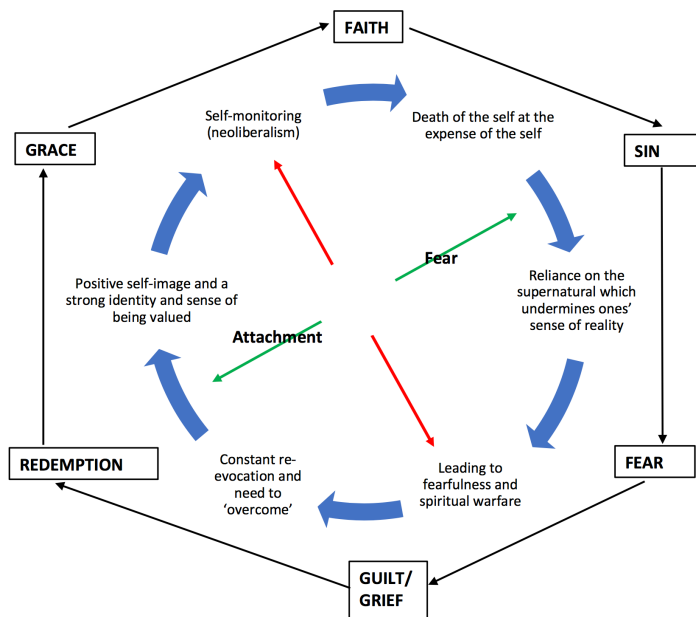 FAITH
Self-monitoring
(neoliberalism)
Death of the self at the
expense of the self
GRACE
SIN
Fear
Reliance on the
supernatural which
undermines ones'
sense of reality
Positive self-image and a
strong identity and sense of
being valued
Attachment
REDEMPTION
FEAR
Constant re-
evocation and
need to
‘overcome’
Leading to
fearfulness and
spiritual warfare
GUILT/
GRIEF